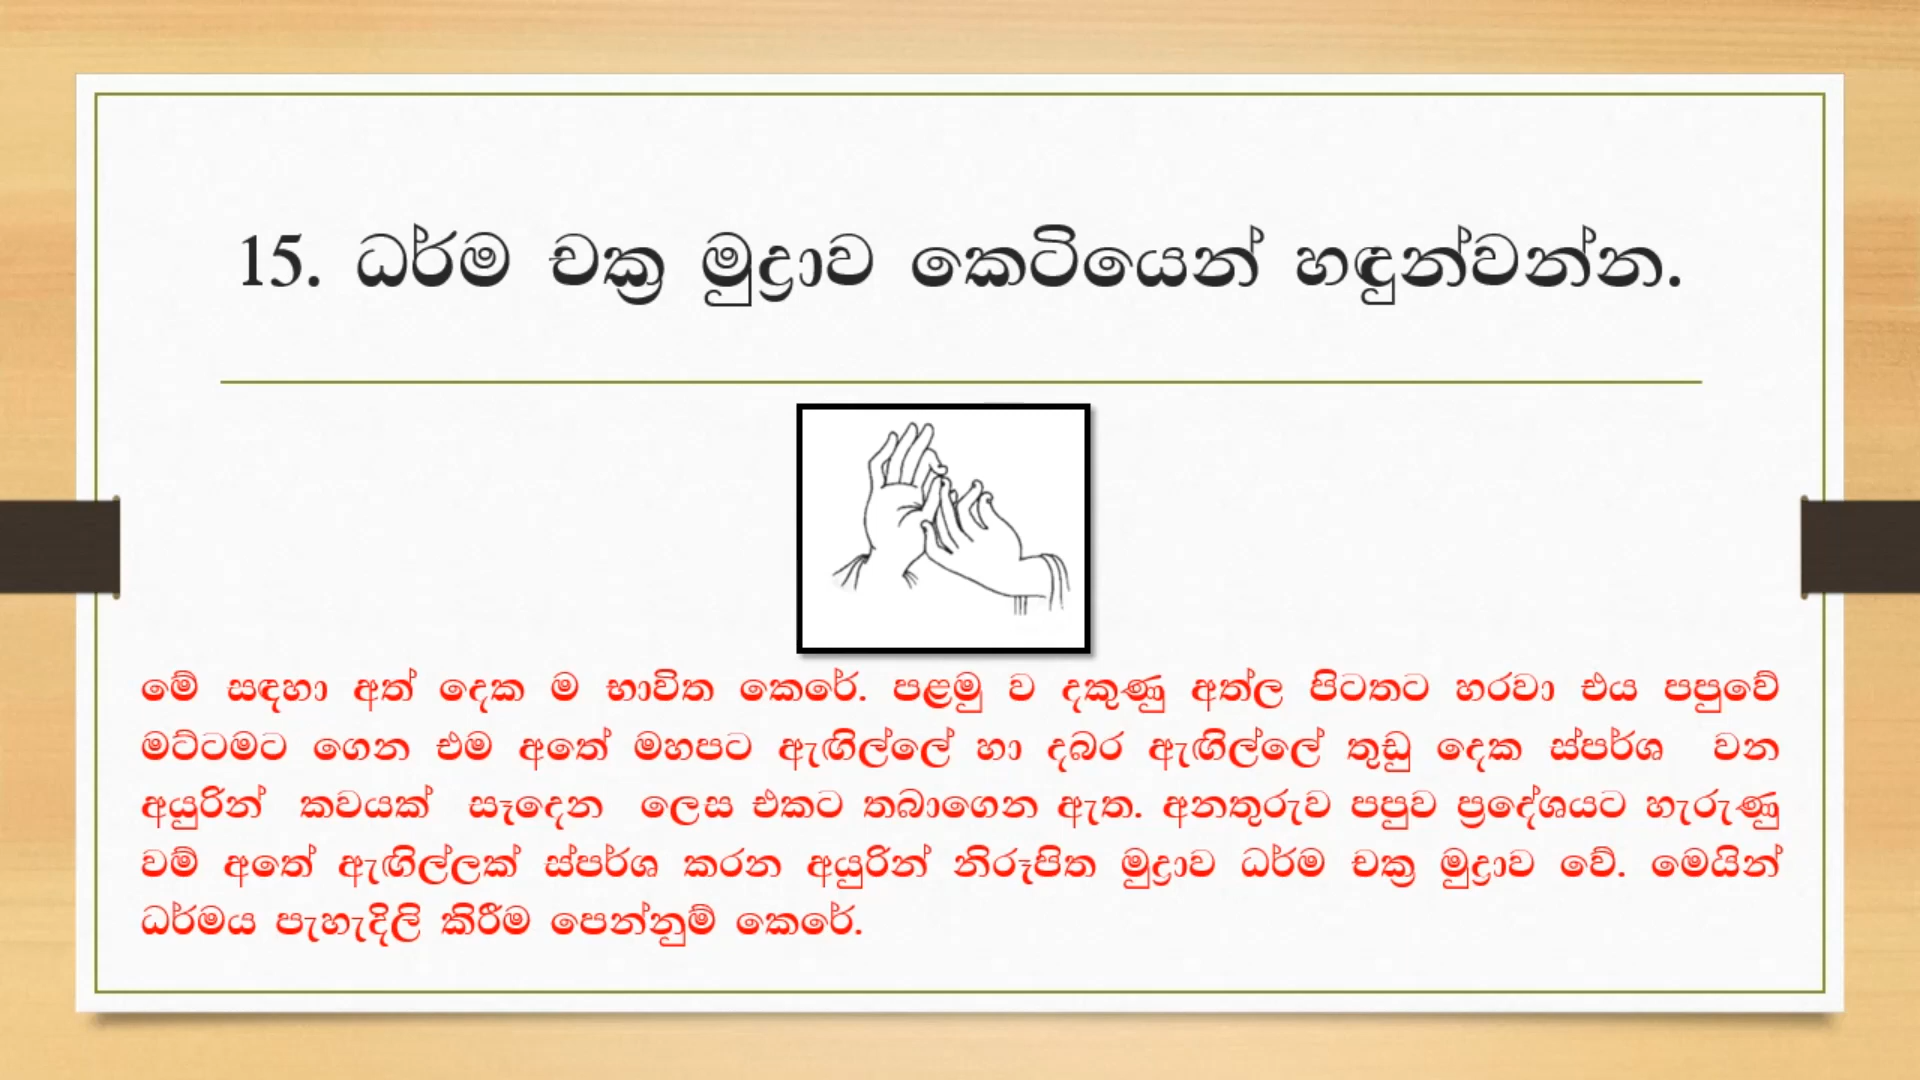 15. ධර්ම චක්‍ර මුද්‍රාව කෙටියෙන් හඳුන්වන්න.
මේ සඳහා අත් දෙක ම භාවිත කෙරේ. පළමු ව දකුණු අත්ල පිටතට හරවා එය පපුවේ
මට්ටමට ගෙන එම අතේ මහපට ඇඟිල්ලේ හා දබර ඇඟිල්ලේ තුඩු දෙක ස්පර්ශ වන
අයුරින් කවයක් සෑදෙන ලෙස එකට තබාගෙන ඇත. අනතුරුව පපුව ප්‍රදේශයට හැරුණු
වම් අතේ ඇඟිල්ලක් ස්පර්ශ කරන අයුරින් නිරූපිත මුද්‍රාව ධර්ම චක්‍ර මුද්‍රාව වේ. මෙයින්
ධර්මය පැහැදිලි කිරීම පෙන්නුම් කෙරේ.